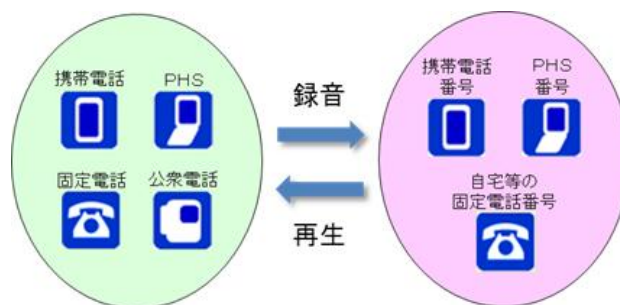 携帯電話
PHS
固定電話
公衆電話
録音
再生
携帯電話
番号
PHS
番号
自宅等の
固定電話番号